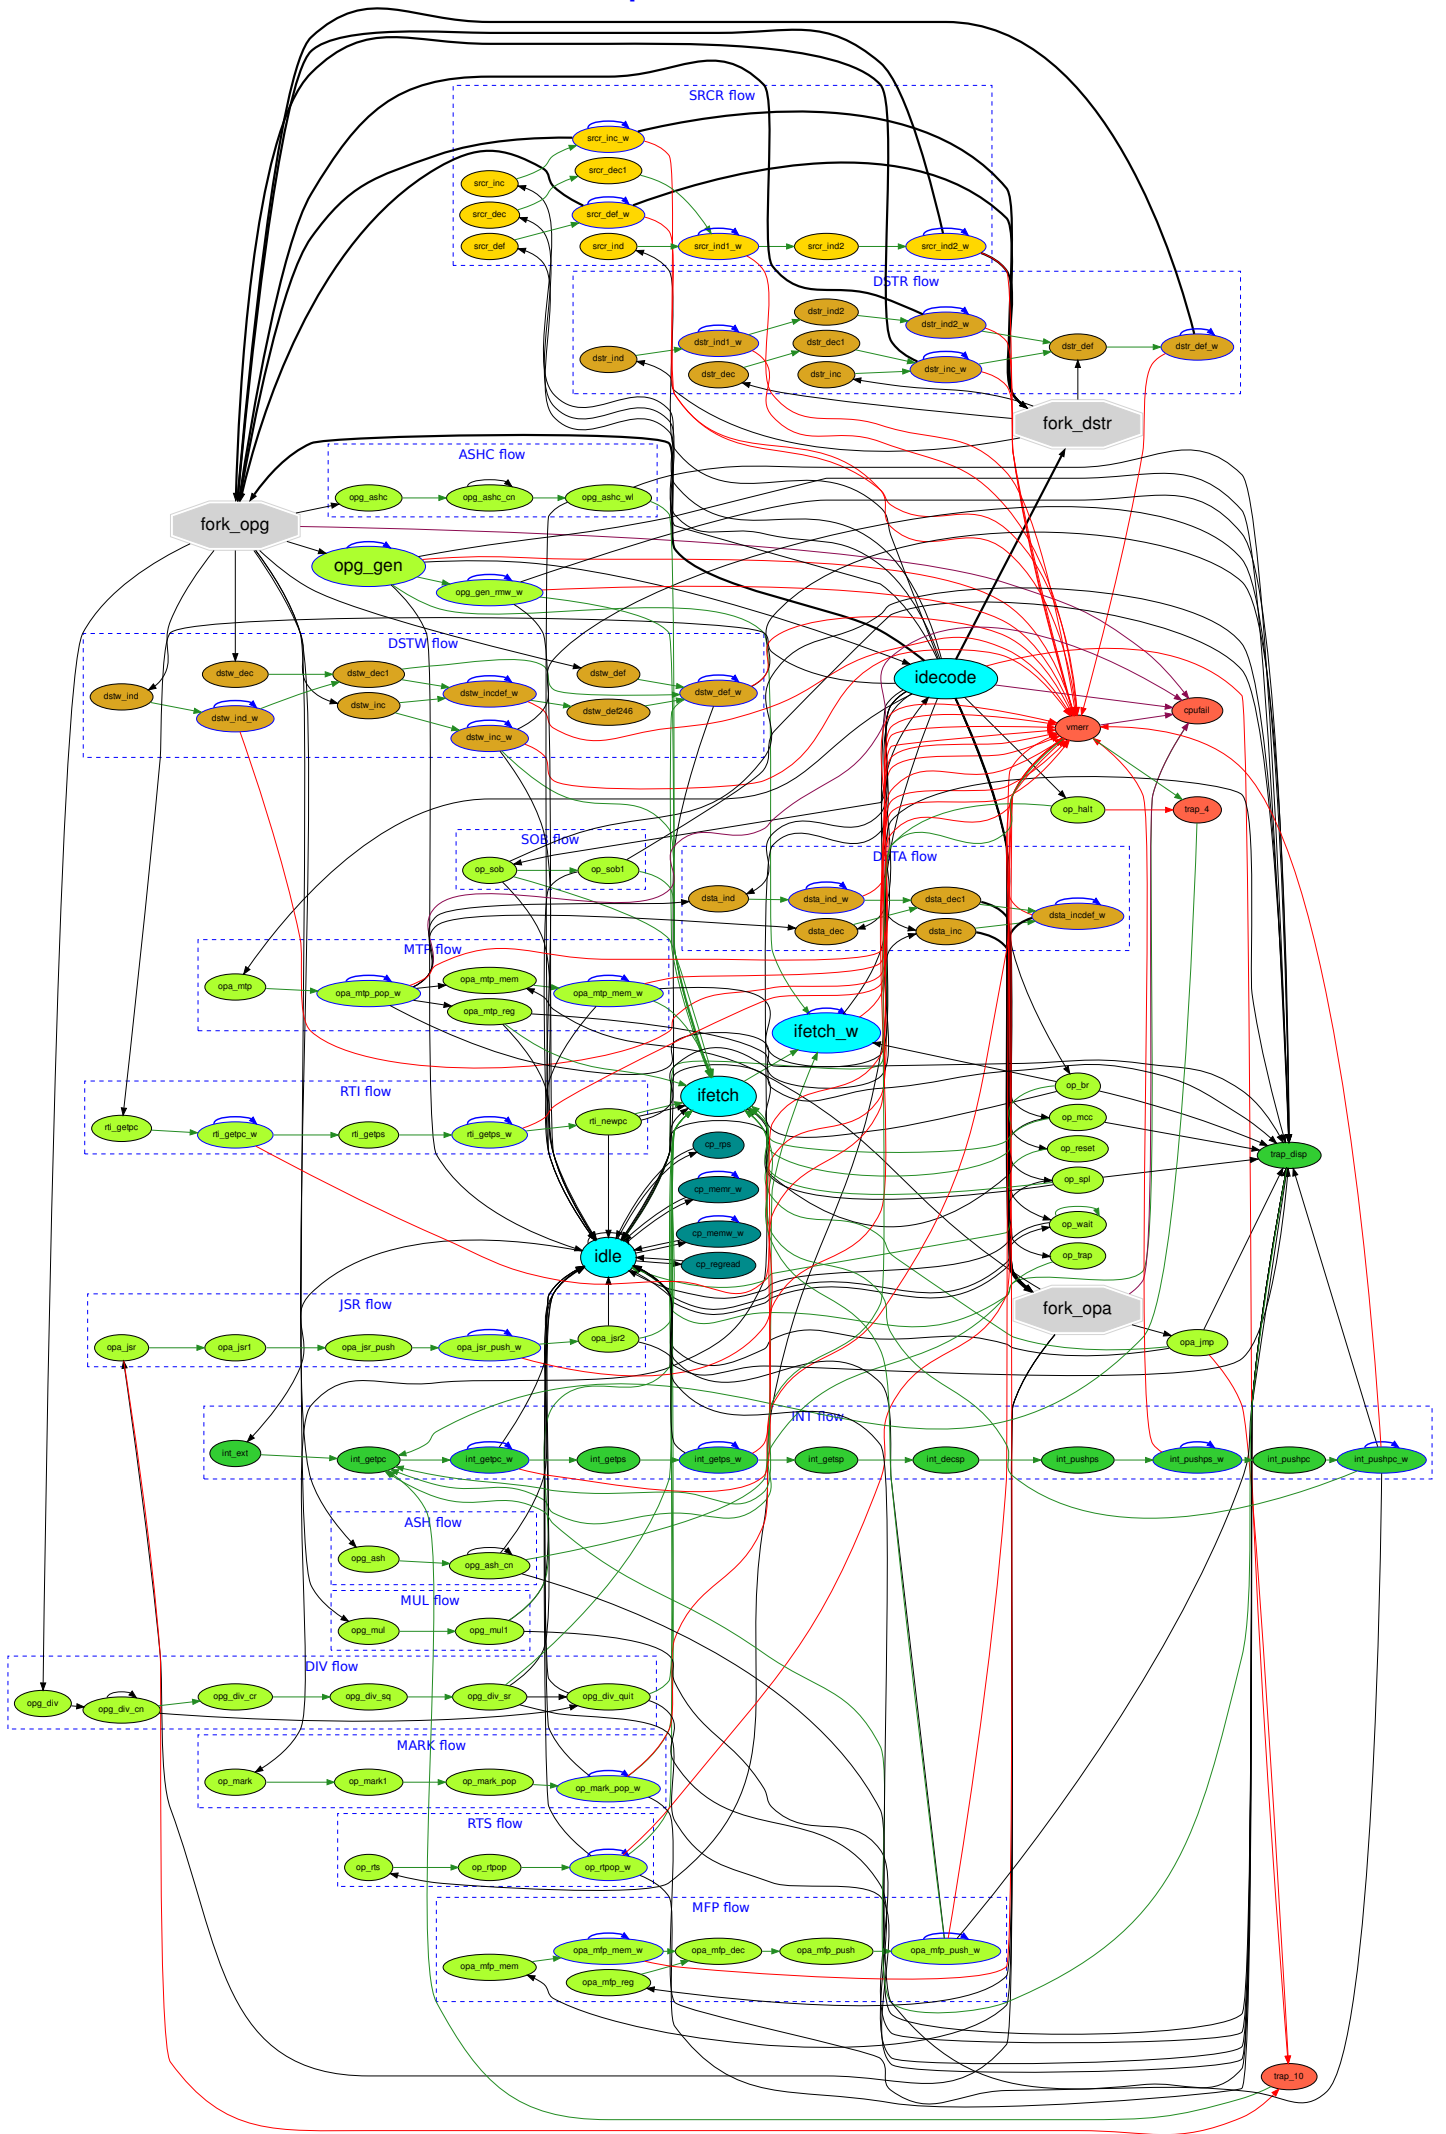 SRCR flow
srcr_inc_w
srcr_dec1
srcr_inc
srcr_dec
srcr_def_w
srcr_def
srcr_ind
srcr_ind1_w
srcr_ind2
srcr_ind2_w
DSTR flow
dstr_ind2
dstr_ind2_w
dstr_ind1_w
dstr_dec1
dstr_def
dstr_def_w
dstr_ind
dstr_dec
dstr_inc
dstr_inc_w
fork_dstr
ASHC flow
opg_ashc
opg_ashc_cn
opg_ashc_wl
fork_opg
opg_gen
opg_gen_rmw_w
DSTW flow
dstw_dec
dstw_dec1
dstw_def
idecode
dstw_ind
dstw_incdef_w
dstw_def_w
dstw_inc
dstw_def246
dstw_ind_w
dstw_inc_w
cpufail
vmerr
op_halt
trap_4
SOB flow
op_sob
op_sob1
DSTA flow
dsta_ind
dsta_ind_w
dsta_dec1
dsta_dec
dsta_inc
dsta_incdef_w
MTP flow
opa_mtp
opa_mtp_pop_w
opa_mtp_mem
opa_mtp_mem_w
opa_mtp_reg
ifetch_w
ifetch
RTI flow
rti_getpc
rti_getpc_w
rti_getps
rti_getps_w
rti_newpc
op_br
op_mcc
op_reset
trap_disp
op_spl
op_wait
op_trap
cp_rps
cp_memr_w
cp_memw_w
cp_regread
idle
fork_opa
JSR flow
opa_jsr
opa_jsr1
opa_jsr_push
opa_jsr_push_w
opa_jsr2
opa_jmp
INT flow
int_ext
int_getpc
int_getpc_w
int_getps
int_getps_w
int_getsp
int_decsp
int_pushps
int_pushps_w
int_pushpc
int_pushpc_w
ASH flow
opg_ash
opg_ash_cn
MUL flow
opg_mul
opg_mul1
DIV flow
opg_div
opg_div_cn
opg_div_cr
opg_div_sq
opg_div_sr
opg_div_quit
MARK flow
op_mark
op_mark1
op_mark_pop
op_mark_pop_w
RTS flow
op_rts
op_rtpop
op_rtpop_w
MFP flow
opa_mfp_mem
opa_mfp_mem_w
opa_mfp_dec
opa_mfp_push
opa_mfp_push_w
opa_mfp_reg
trap_10